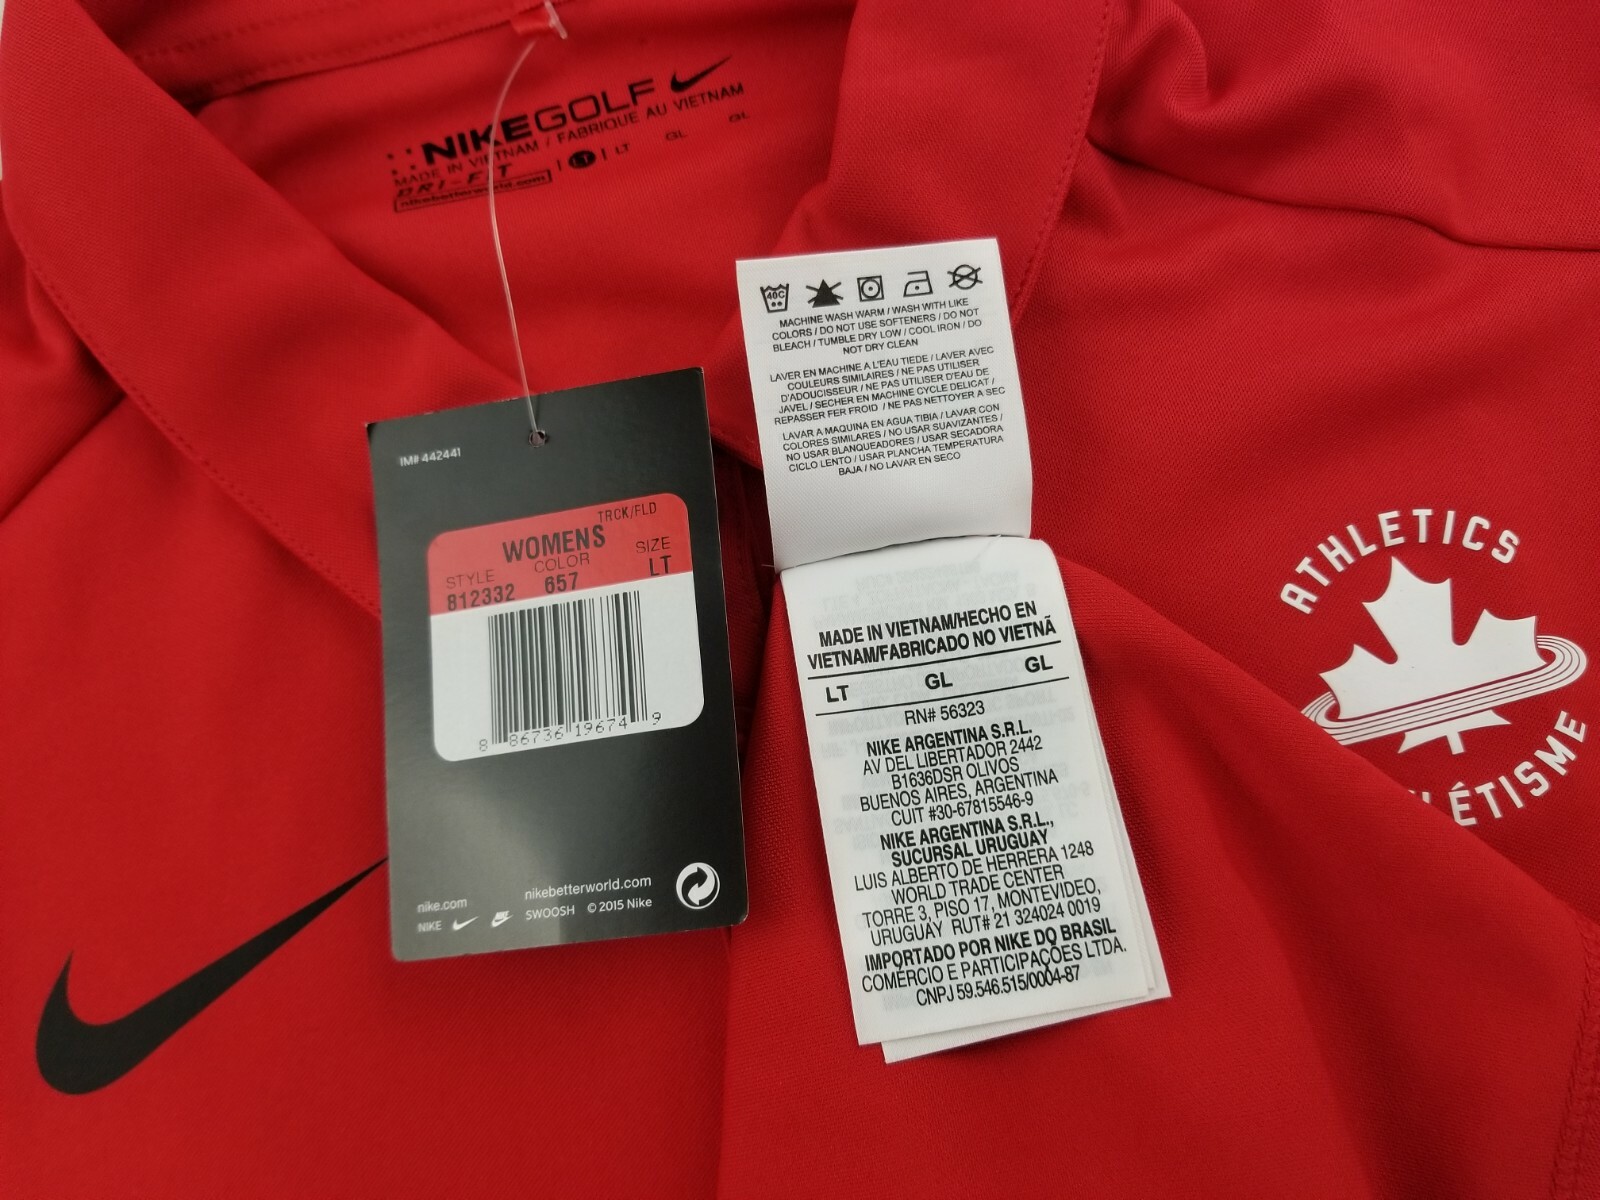 NIKEGOLF
MADE IN VIETNAM / FABRIQUE AU VIETNAM
DRI-FIT | LT | LT GL GL
nikebetterworld.com
IM# 442441
TRCK/FLD
WOMENS
STYLE COLOR SIZE
812332 657 LT
8 86736 19674 9
nike.com nikebetterworld.com
NIKE SWOOSH © 2015 Nike
40C
MACHINE WASH WARM / WASH WITH LIKE
COLORS / DO NOT USE SOFTENERS / DO NOT
BLEACH / TUMBLE DRY LOW / COOL IRON / DO
NOT DRY CLEAN
LAVER EN MACHINE A L'EAU TIEDE / LAVER AVEC
COULEURS SIMILAIRES / NE PAS UTILISER
D'ADOUCISSEUR / NE PAS UTILISER D'EAU DE
JAVEL / SECHER EN MACHINE CYCLE DELICAT /
REPASSER FER FROID / NE PAS NETTOYER A SEC
LAVAR A MAQUINA EN AGUA TIBIA / LAVAR CON
COLORES SIMILARES / NO USAR SUAVIZANTES /
NO USAR BLANQUEADORES / USAR SECADORA
CICLO LENTO / USAR PLANCHA TEMPERATURA
BAJA / NO LAVAR EN SECO
MADE IN VIETNAM/HECHO EN
VIETNAM/FABRICADO NO VIETNÃ
LT GL GL
RN# 56323
NIKE ARGENTINA S.R.L.
AV DEL LIBERTADOR 2442
B1636DSR OLIVOS
BUENOS AIRES, ARGENTINA
CUIT #30-67815546-9
NIKE ARGENTINA S.R.L.,
SUCURSAL URUGUAY
LUIS ALBERTO DE HERRERA 1248
WORLD TRADE CENTER
TORRE 3, PISO 17, MONTEVIDEO,
URUGUAY RUT# 21 324024 0019
IMPORTADO POR NIKE DO BRASIL
COMÉRCIO E PARTICIPAÇÕES LTDA.
CNPJ 59.546.515/0004-87
ATHLETICS
LÉTISME